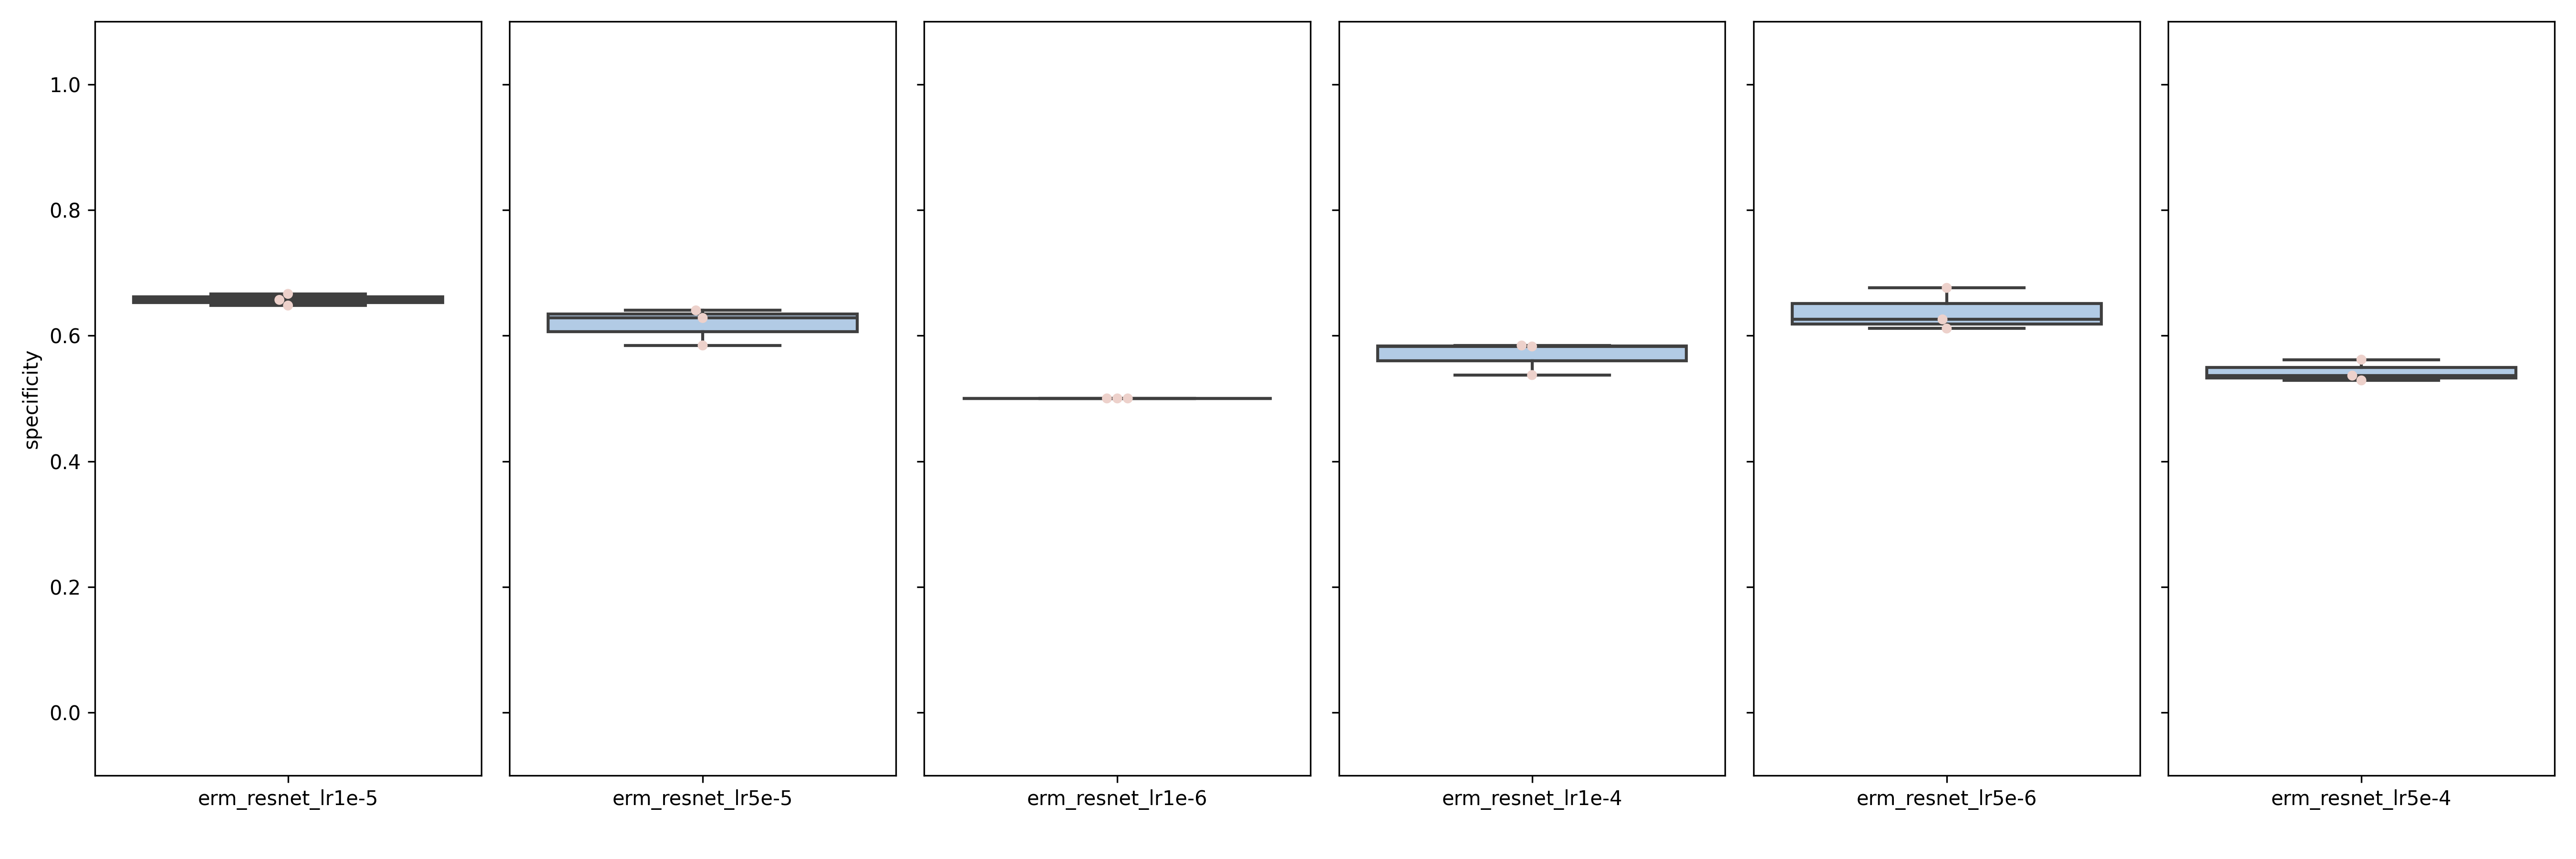 specificity
1.0
0.8
0.6
0.4
0.2
0.0
erm_resnet_lr1e-5
erm_resnet_lr5e-5
erm_resnet_lr1e-6
erm_resnet_lr1e-4
erm_resnet_lr5e-6
erm_resnet_lr5e-4